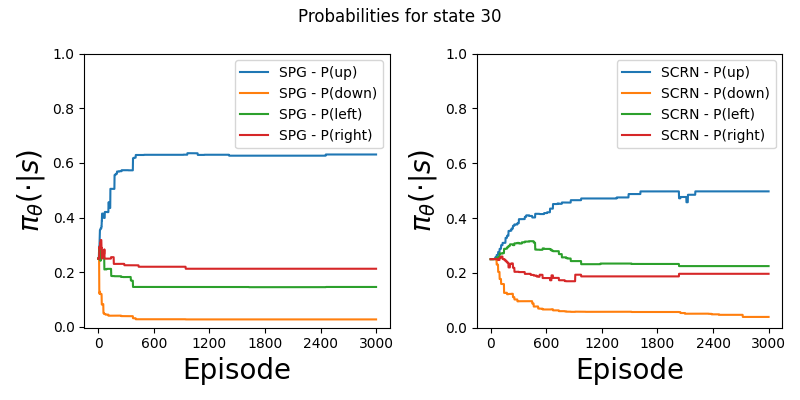 Probabilities for state 30
1.0
0.8
0.6
0.4
0.2
0.0
π_θ(·|s)
SPG - P(up)
SPG - P(down)
SPG - P(left)
SPG - P(right)
0 600 1200 1800 2400 3000
Episode
1.0
0.8
0.6
0.4
0.2
0.0
π_θ(·|s)
SCRN - P(up)
SCRN - P(down)
SCRN - P(left)
SCRN - P(right)
0 600 1200 1800 2400 3000
Episode